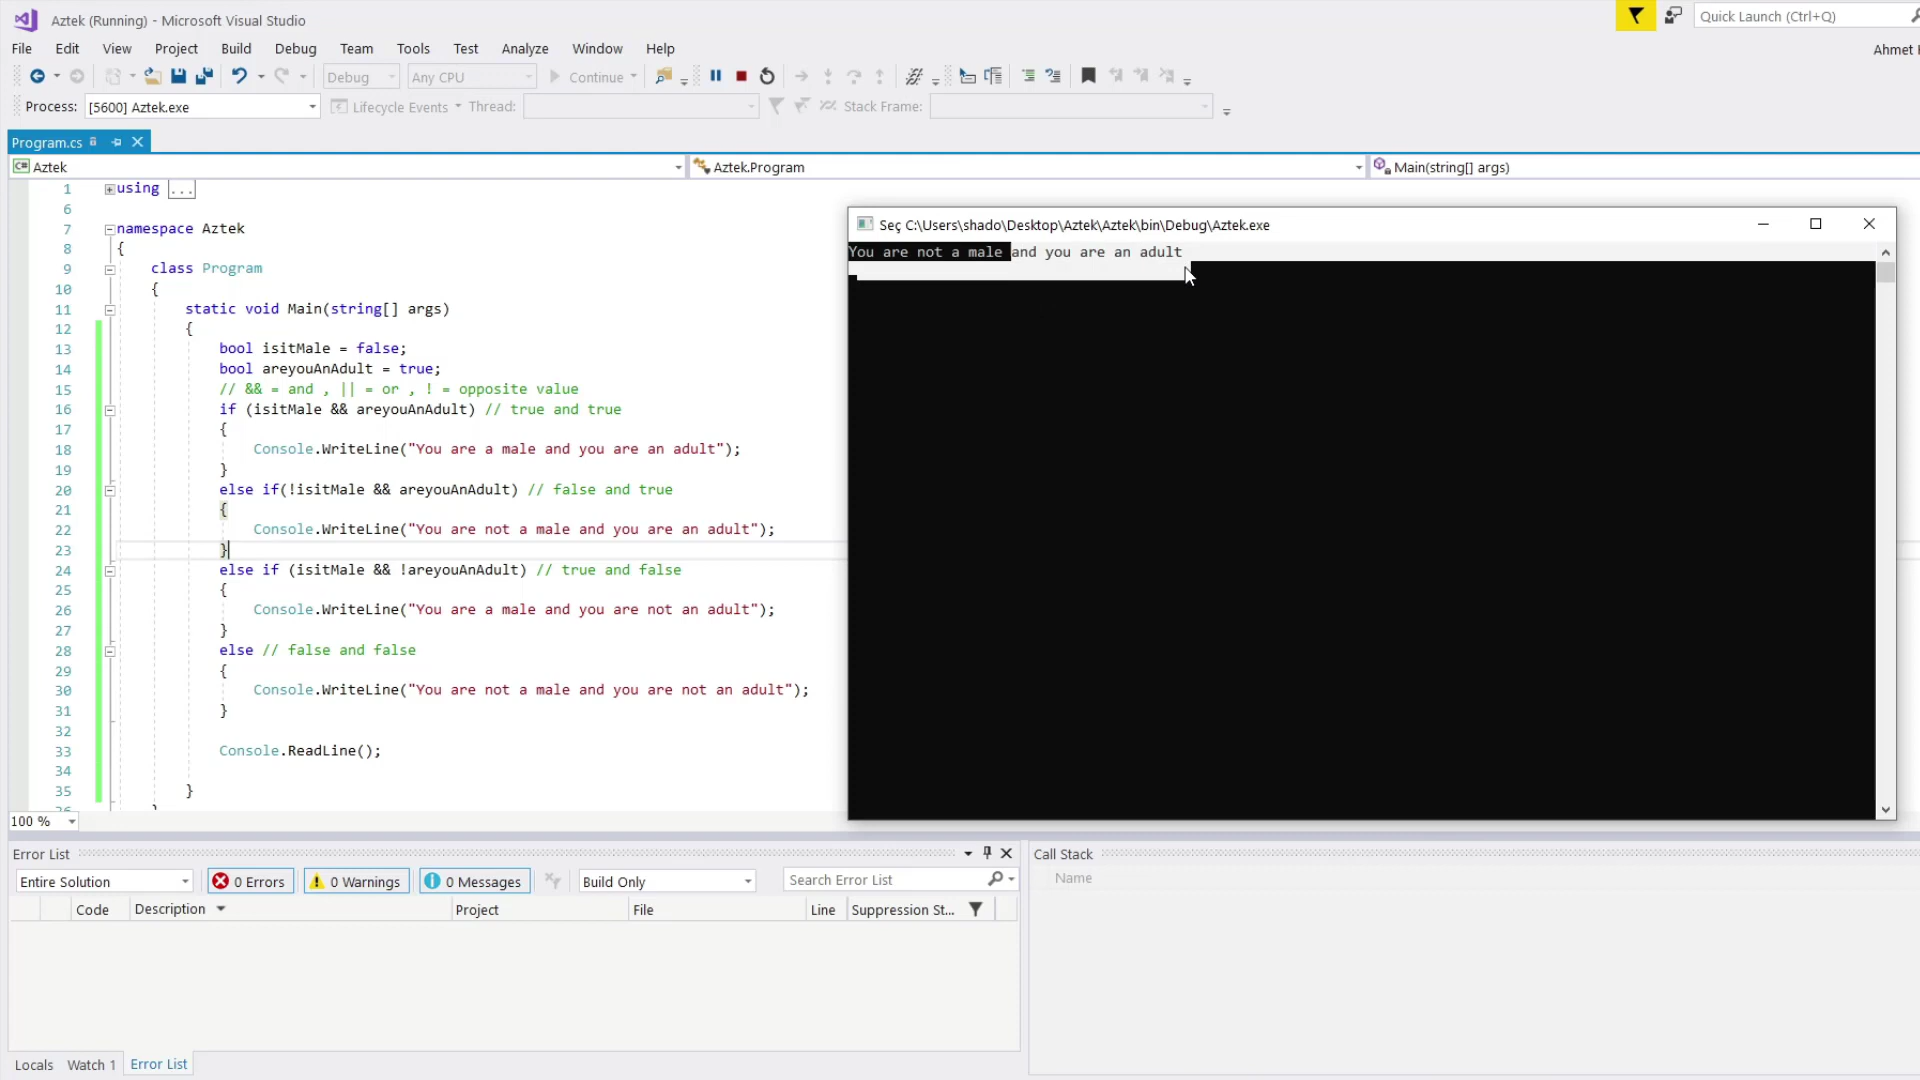 Aztek (Running) - Microsoft Visual Studio
Quick Launch (Ctrl+Q)
File Edit View Project Build Debug Team Tools Test Analyze Window Help
Ahmet
Debug Any CPU Continue
Process: [5600] Aztek.exe Lifecycle Events Thread: Stack Frame:
Program.cs
Aztek Aztek.Program Main(string[] args)
1 using ...
6
7 namespace Aztek
8 {
9 class Program
10 {
11 static void Main(string[] args)
12 {
13 bool isitMale = false;
14 bool areyouAnAdult = true;
15 // && = and , || = or , ! = opposite value
16 if (isitMale && areyouAnAdult) // true and true
17 {
18 Console.WriteLine("You are a male and you are an adult");
19 }
20 else if(!isitMale && areyouAnAdult) // false and true
21 {
22 Console.WriteLine("You are not a male and you are an adult");
23 }
24 else if (isitMale && !areyouAnAdult) // true and false
25 {
26 Console.WriteLine("You are a male and you are not an adult");
27 }
28 else // false and false
29 {
30 Console.WriteLine("You are not a male and you are not an adult");
31 }
32
33 Console.ReadLine();
34
35 }
Seç C:\Users\shado\Desktop\Aztek\Aztek\bin\Debug\Aztek.exe
You are not a male and you are an adult
100 %
Error List
Entire Solution 0 Errors 0 Warnings 0 Messages Build Only Search Error List
Code Description Project File Line Suppression St...
Call Stack
Name
Locals Watch 1 Error List